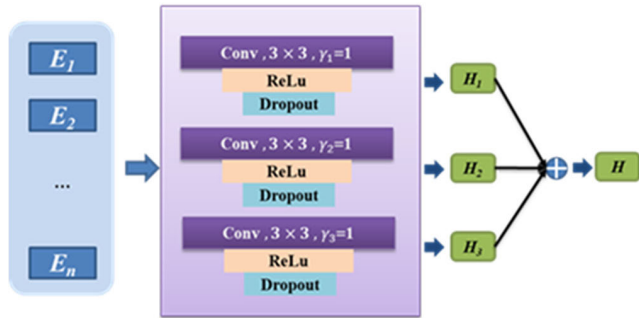 E₁
E₂
...
Eₙ
Conv , 3 × 3 , γ₁=1
ReLu
Dropout
Conv , 3 × 3 , γ₂=1
ReLu
Dropout
Conv , 3 × 3 , γ₃=1
ReLu
Dropout
H₁
H₂
H₃
H